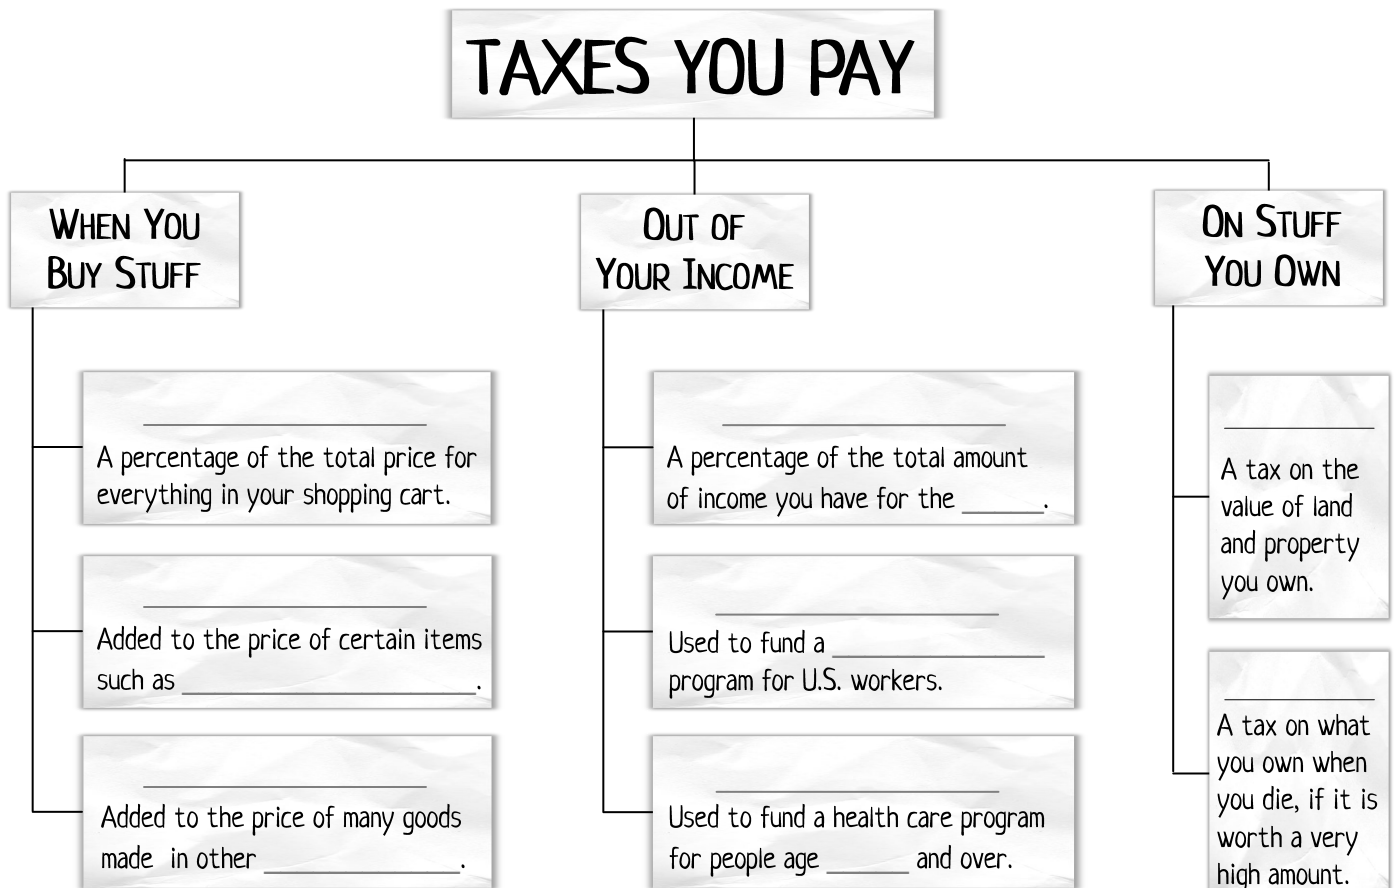 TAXES YOU PAY
WHEN YOU
BUY STUFF
A percentage of the total price for
everything in your shopping cart.
Added to the price of certain items
such as ______________________.
Added to the price of many goods
made in other ______________.
OUT OF
YOUR INCOME
A percentage of the total amount
of income you have for the ______.
Used to fund a ________________
program for U.S. workers.
Used to fund a health care program
for people age ______ and over.
ON STUFF
YOU OWN
A tax on the
value of land
and property
you own.
A tax on what
you own when
you die, if it is
worth a very
high amount.